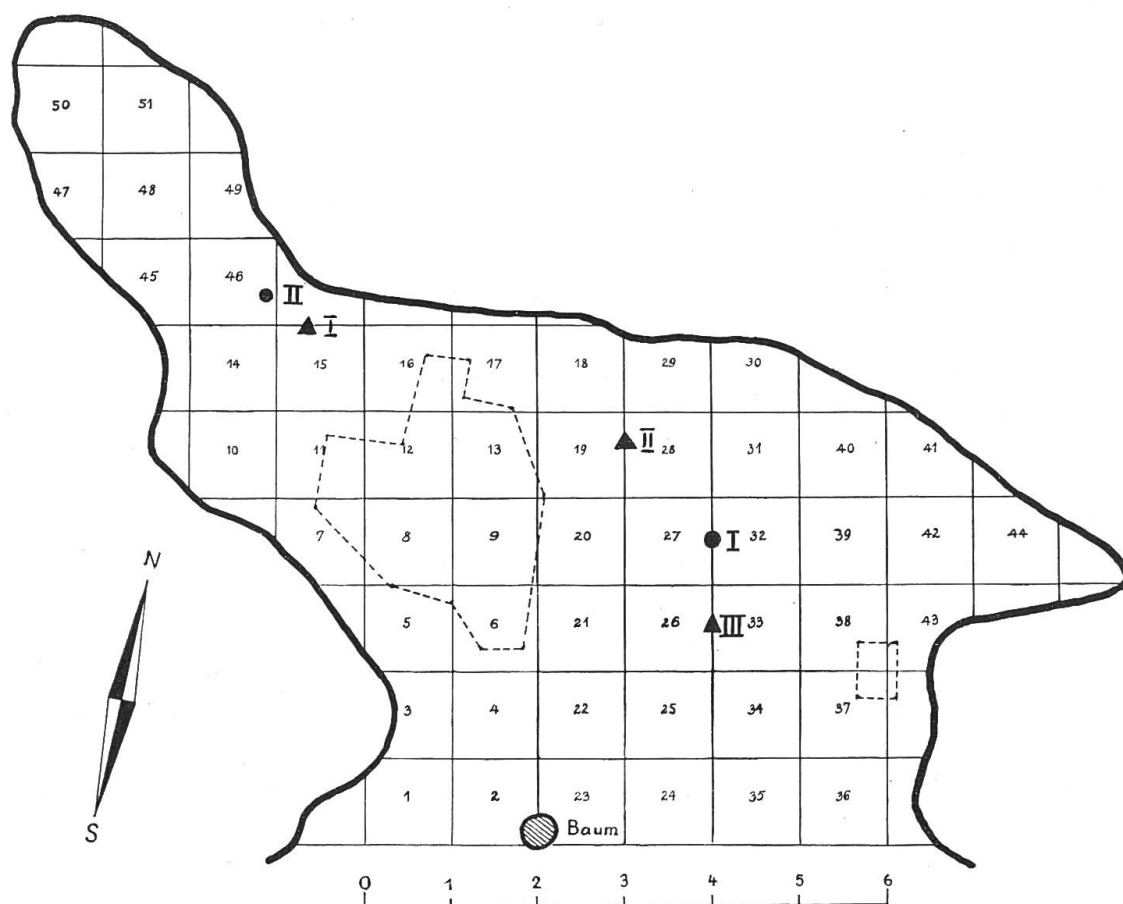 50 51
47 48 49
45 46
II
I
14 15 16 17 18 29 30
II
10 11 12 13 19 28 31 40 41
7 8 9 20 27 I 32 39 42 44
N
5 6 21 26 III 33 38 43
3 4 22 25 34 37
1 2 23 24 35 36
S
Baum
0 1 2 3 4 5 6